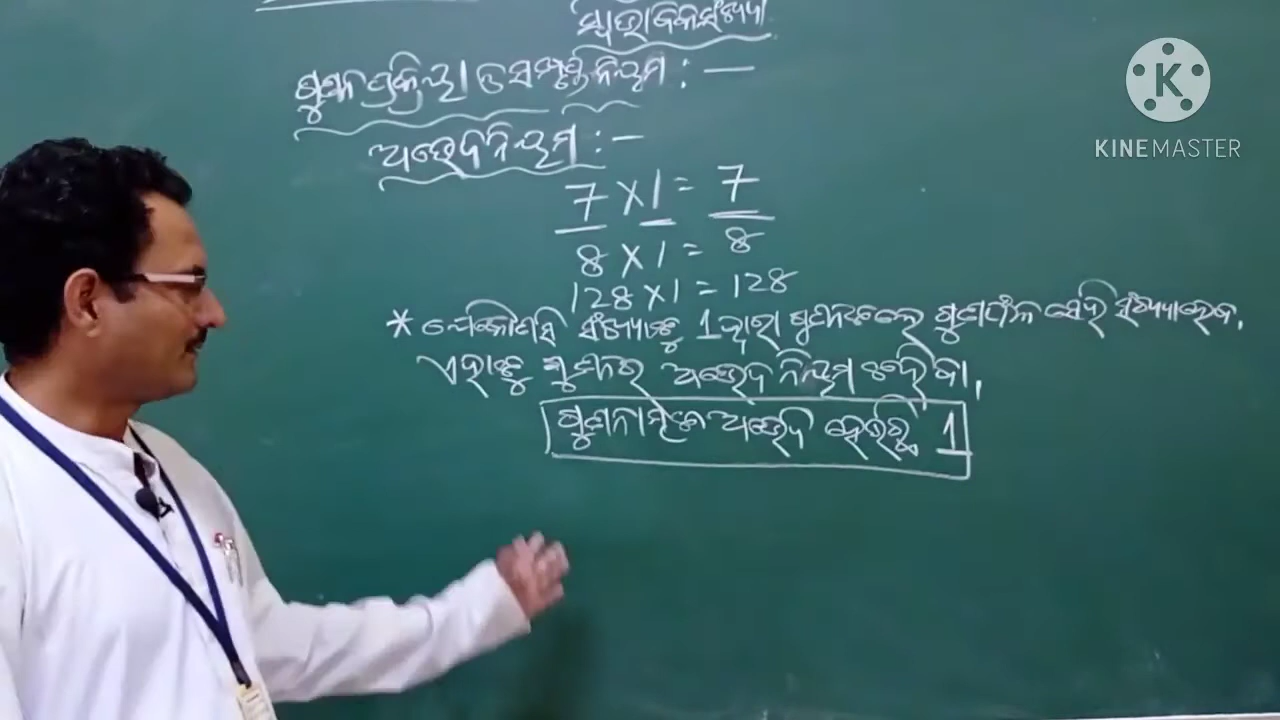 ସ୍ୱାଭାବିକସଂଖ୍ୟା
ଗୁଣନ ପ୍ରକ୍ରିୟା ଓ ସମ୍ପୃକ୍ତ ନିୟମ : —
ଅଭେଦ ନିୟମ : —
7 × 1 = 7
8 × 1 = 8
128 × 1 = 128
* ଯେକୌଣସି ସଂଖ୍ୟାକୁ 1 ଦ୍ୱାରା ଗୁଣନକଲେ ଗୁଣଫଳ ସେହି ସଂଖ୍ୟାହେବ.
ଏହାକୁ ଗୁଣନର ଅଭେଦ ନିୟମ କହିବା,
ଗୁଣନାତ୍ମକ ଅଭେଦ ହେଉଛି 1
KINEMASTER